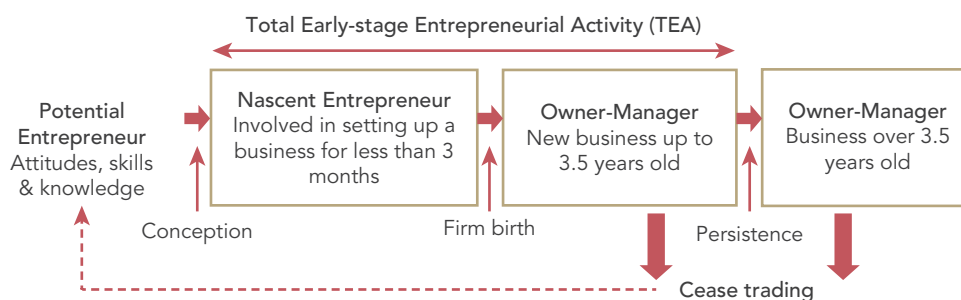 Total Early-stage Entrepreneurial Activity (TEA)
Potential
Entrepreneur
Attitudes, skills
& knowledge
Nascent Entrepreneur
Involved in setting up a
business for less than 3
months
Owner-Manager
New business up to
3.5 years old
Owner-Manager
Business over 3.5
years old
Conception
Firm birth
Persistence
Cease trading